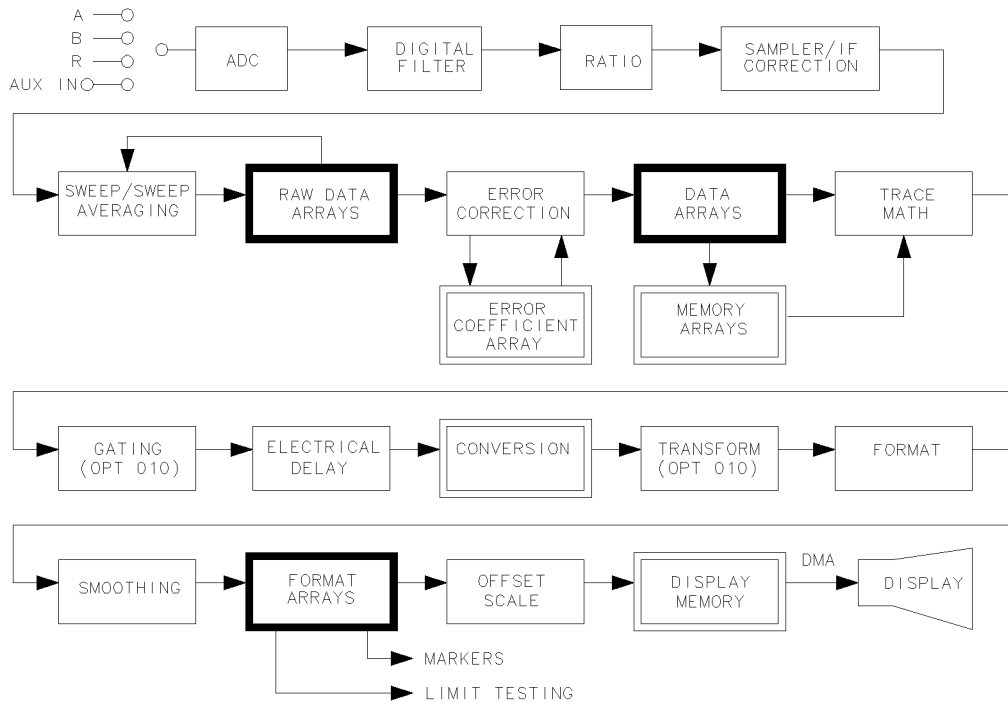 A
B
R
AUX IN
ADC
DIGITAL
FILTER
RATIO
SAMPLER/IF
CORRECTION
SWEEP/SWEEP
AVERAGING
RAW DATA
ARRAYS
ERROR
CORRECTION
DATA
ARRAYS
TRACE
MATH
ERROR
COEFFICIENT
ARRAY
MEMORY
ARRAYS
GATING
(OPT 010)
ELECTRICAL
DELAY
CONVERSION
TRANSFORM
(OPT 010)
FORMAT
SMOOTHING
FORMAT
ARRAYS
OFFSET
SCALE
DISPLAY
MEMORY
DMA
DISPLAY
MARKERS
LIMIT TESTING